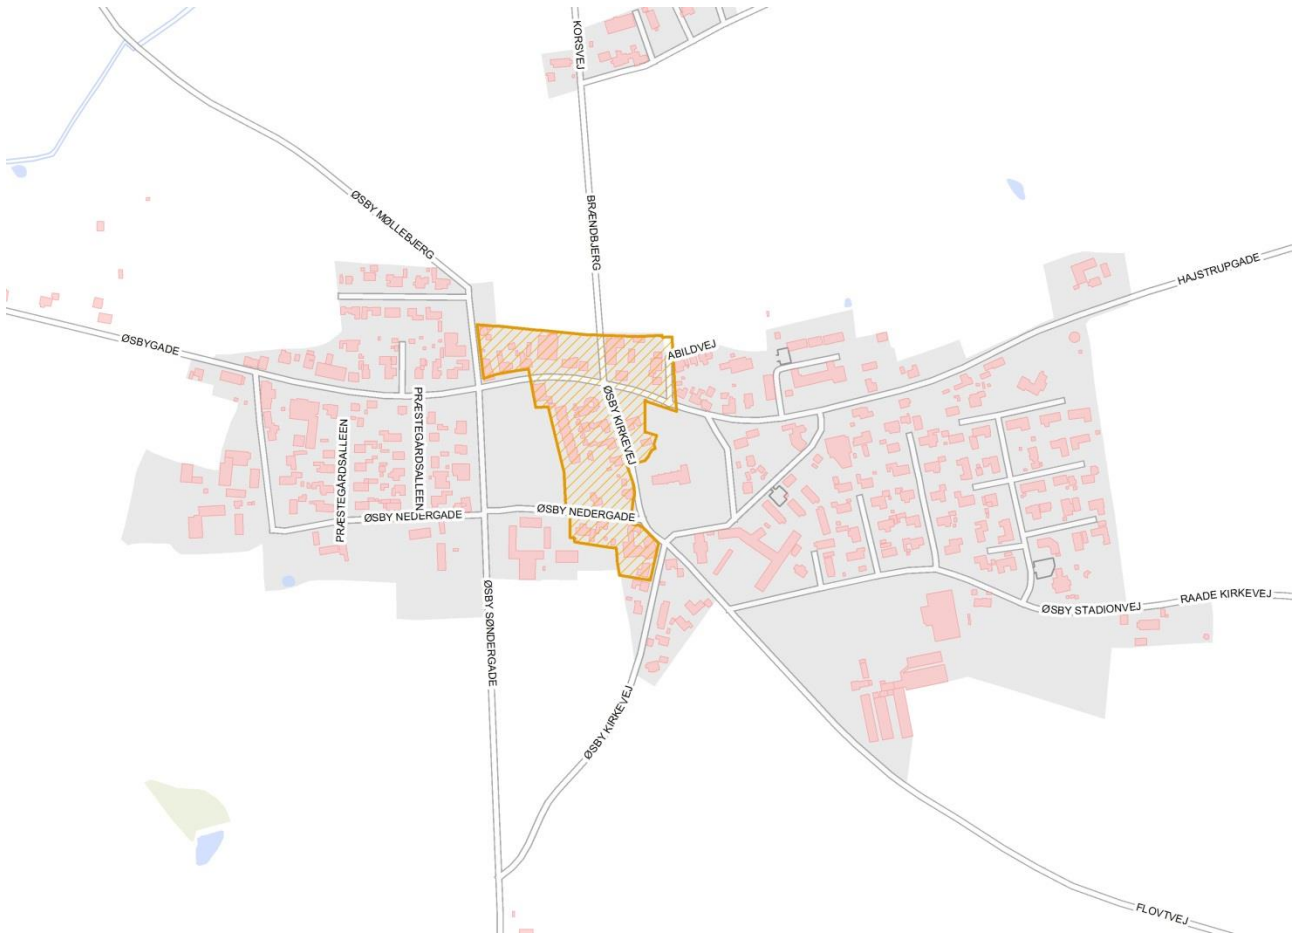 KORSVEJ
ØSBY MØLLEBJERG
BRÆNDBJERG
HAJSTRUPGADE
ØSBYGADE
ABILDVEJ
PRÆSTEGÅRDSALLEEN
PRÆSTEGÅRDSALLEEN
ØSBY KIRKEVEJ
ØSBY NEDERGADE
ØSBY NEDERGADE
ØSBY SØNDERGADE
ØSBY STADIONVEJ
RAADE KIRKEVEJ
ØSBY KIRKEVEJ
FLOVTVEJ